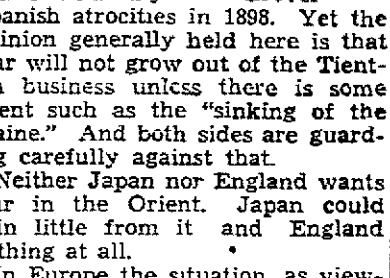 panish atrocities in 1898. Yet the
inion generally held here is that
ar will not grow out of the Tient-
n business unless there is some
ent such as the "sinking of the
aine." And both sides are guard-
g carefully against that.
Neither Japan nor England wants
ar in the Orient. Japan could
in little from it and England
thing at all.
In Europe the situation, as view-